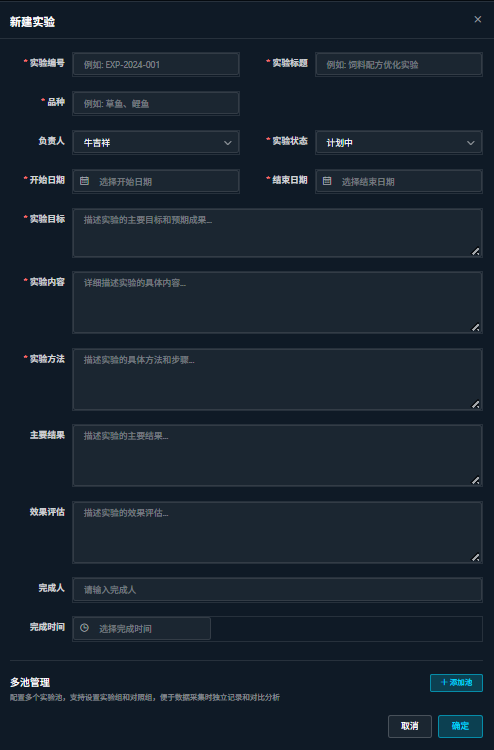 新建实验
* 实验编号 例如: EXP-2024-001 * 实验标题 例如: 饲料配方优化实验
* 品种 例如: 草鱼、鲤鱼
负责人 牛吉祥 * 实验状态 计划中
* 开始日期 选择开始日期 * 结束日期 选择结束日期
* 实验目标 描述实验的主要目标和预期成果...
* 实验内容 详细描述实验的具体内容...
* 实验方法 描述实验的具体方法和步骤...
主要结果 描述实验的主要结果...
效果评估 描述实验的效果评估...
完成人 请输入完成人
完成时间 选择完成时间
多池管理 + 添加池
配置多个实验池，支持设置实验组和对照组，便于数据采集时独立记录和对比分析
取消 确定